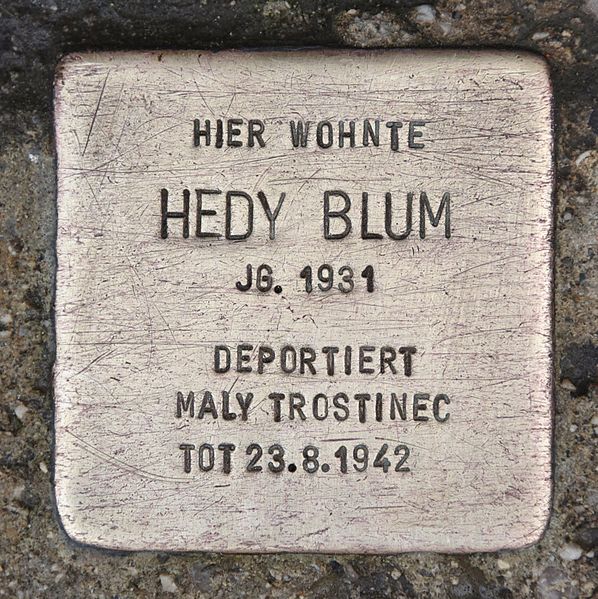 HIER WOHNTE
HEDY BLUM
JG. 1931
DEPORTIERT
MALY TROSTINEC
TOT 23.8.1942